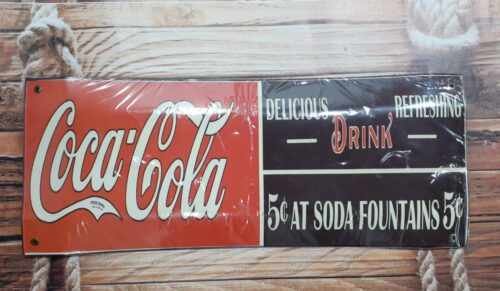 Coca-Cola
DELICIOUS REFRESHING
DRINK
5¢ AT SODA FOUNTAINS 5¢